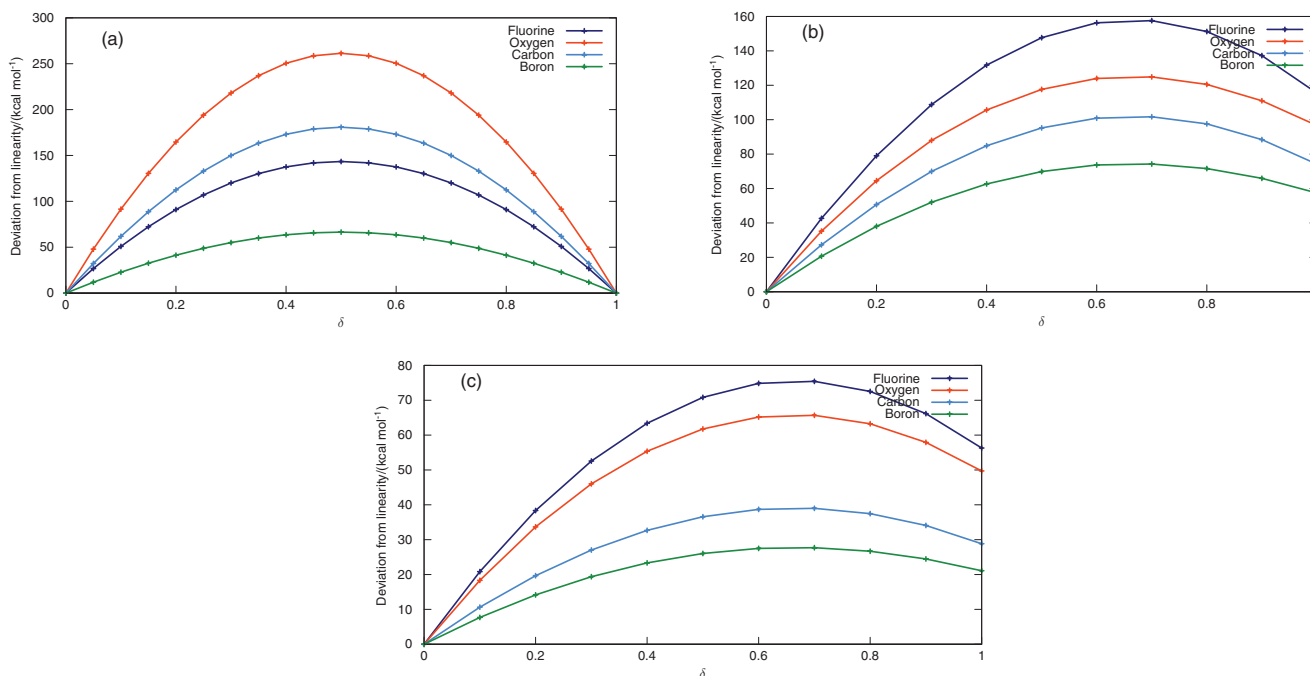 (a)
Fluorine
Oxygen
Carbon
Boron
Deviation from linearity/(kcal mol⁻¹)
300
250
200
150
100
50
0
0 0.2 0.4 0.6 0.8 1
δ
(b)
Fluorine
Oxygen
Carbon
Boron
Deviation from linearity/(kcal mol⁻¹)
160
140
120
100
80
60
40
20
0
0 0.2 0.4 0.6 0.8
δ
(c)
Fluorine
Oxygen
Carbon
Boron
Deviation from linearity/(kcal mol⁻¹)
80
70
60
50
40
30
20
10
0
0 0.2 0.4 0.6 0.8 1
δ